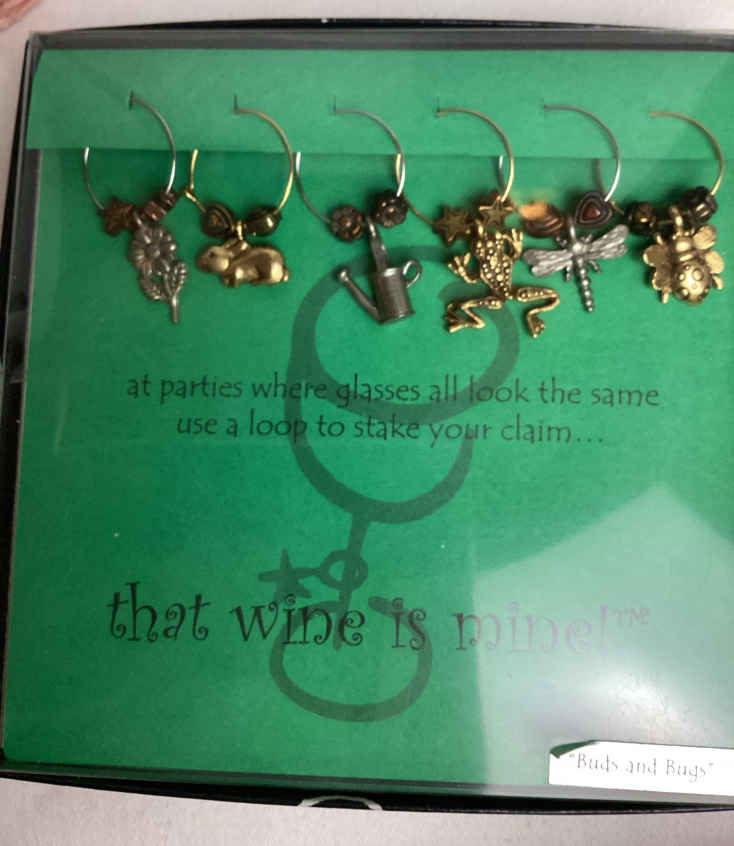 at parties where glasses all look the same
use a loop to stake your claim...
that wine is mine!™
"Buds and Bugs"